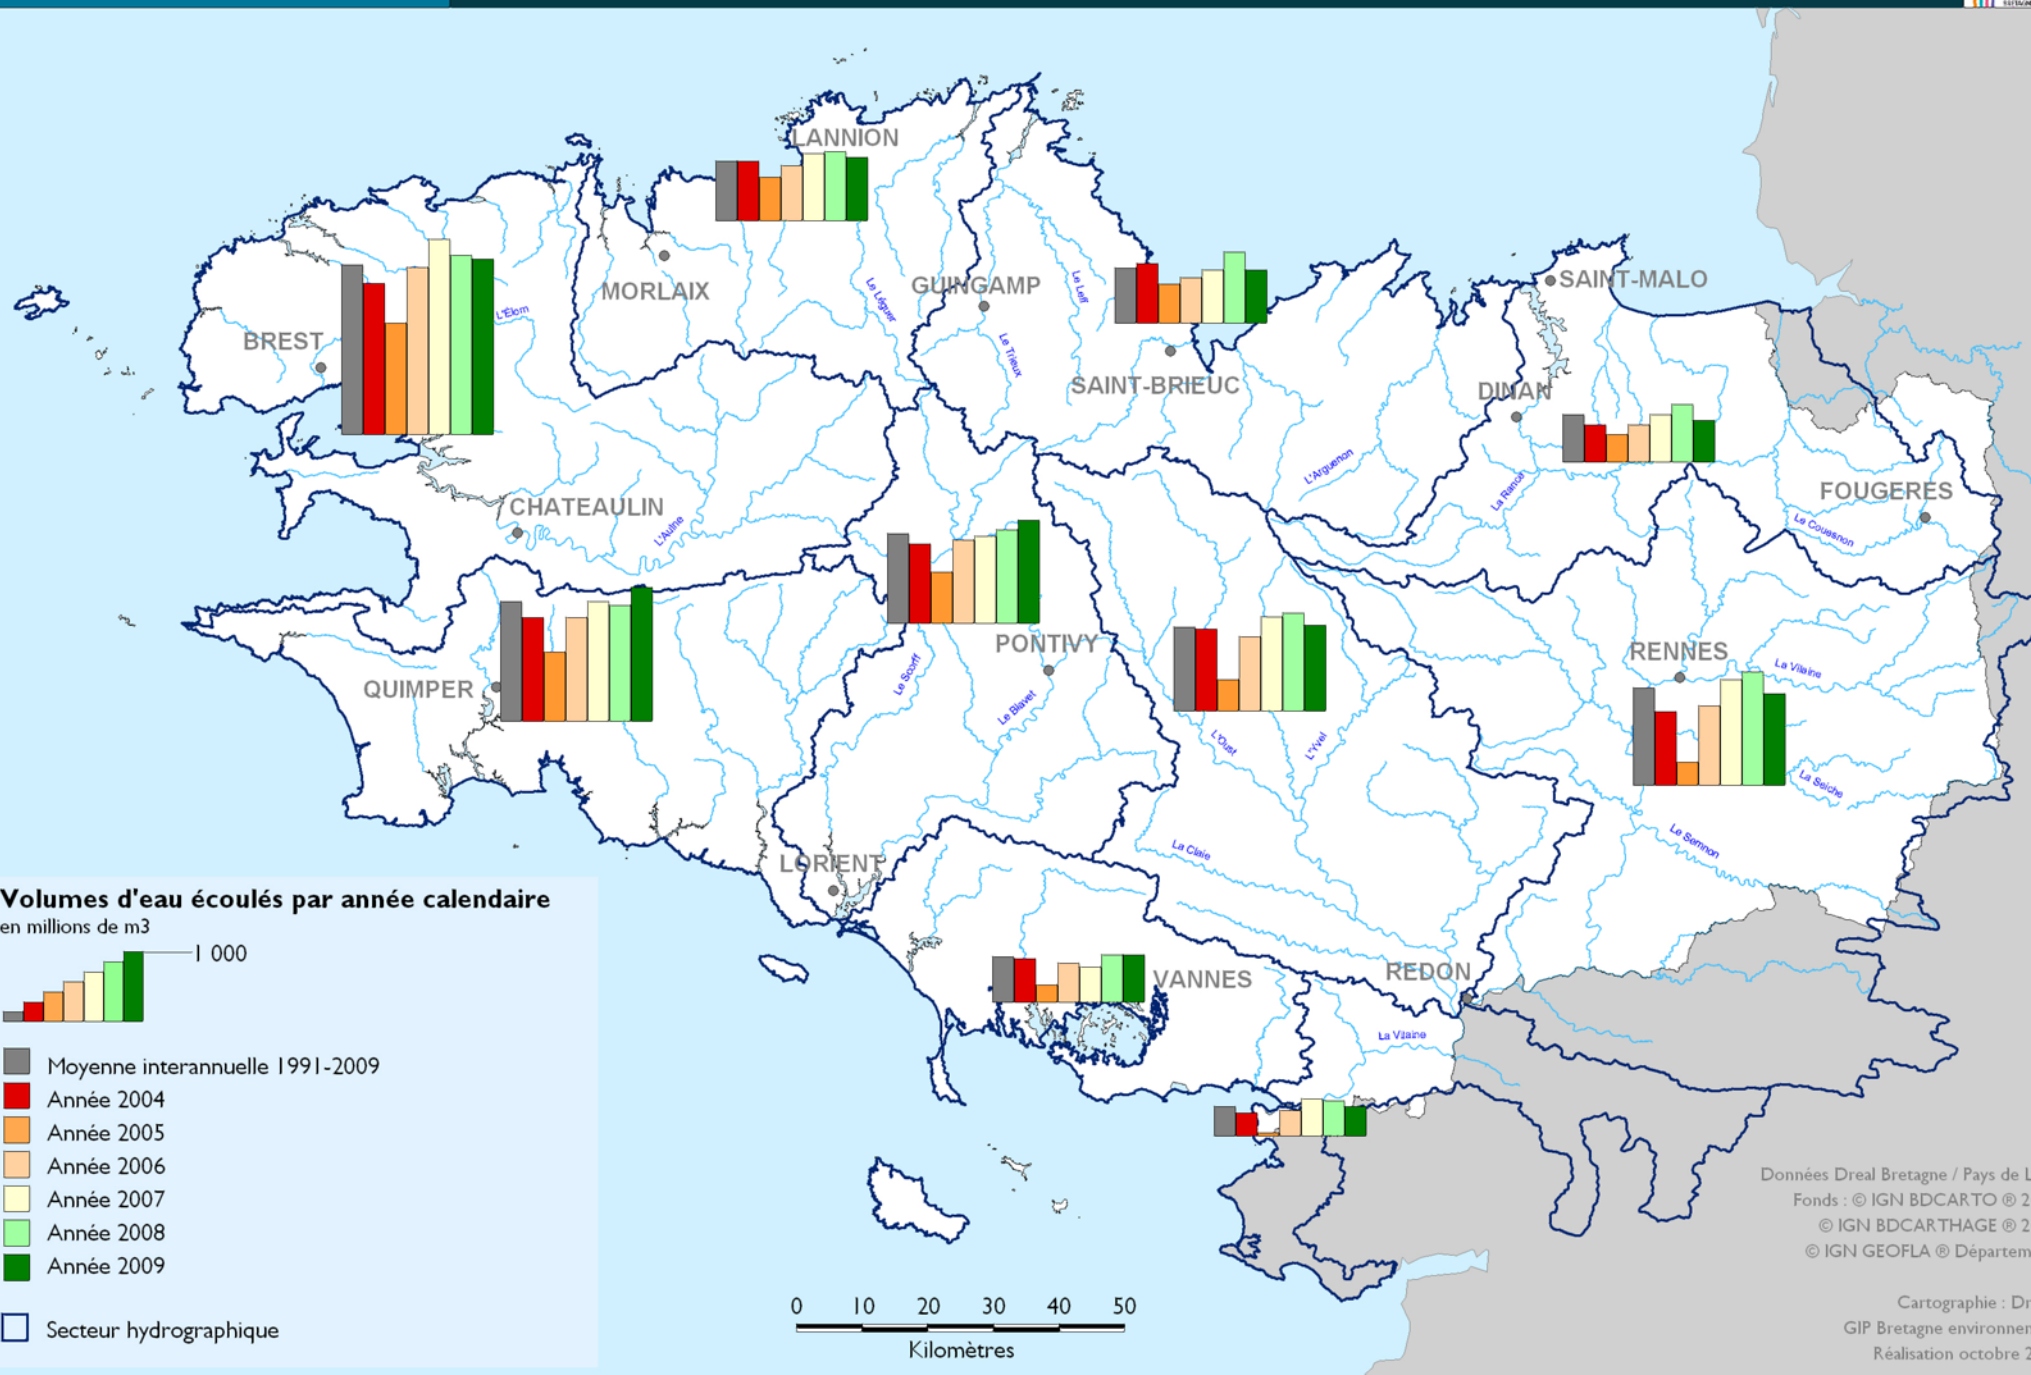 LANNION
MORLAIX
GUINGAMP
SAINT-MALO
BREST
SAINT-BRIEUC
DINAN
CHATEAULIN
FOUGERES
PONTIVY
RENNES
QUIMPER
LORIENT
VANNES
REDON
L'Élorn
Le Léguer
Le Leff
Le Trieux
L'Arguenon
La Rance
Le Couesnon
L'Aulne
Le Scorff
Le Blavet
L'Oust
L'Yvel
La Vilaine
La Seiche
Le Semnon
La Claie
La Vilaine
Volumes d'eau écoulés par année calendaire
en millions de m3
1 000
Moyenne interannuelle 1991-2009
Année 2004
Année 2005
Année 2006
Année 2007
Année 2008
Année 2009
Secteur hydrographique
0 10 20 30 40 50
Kilomètres
Données Dreal Bretagne / Pays de L
Fonds : © IGN BDCARTO ® 2
© IGN BDCARTHAGE ® 2
© IGN GEOFLA ® Départem
Cartographie : Dr
GIP Bretagne environnem
Réalisation octobre 2